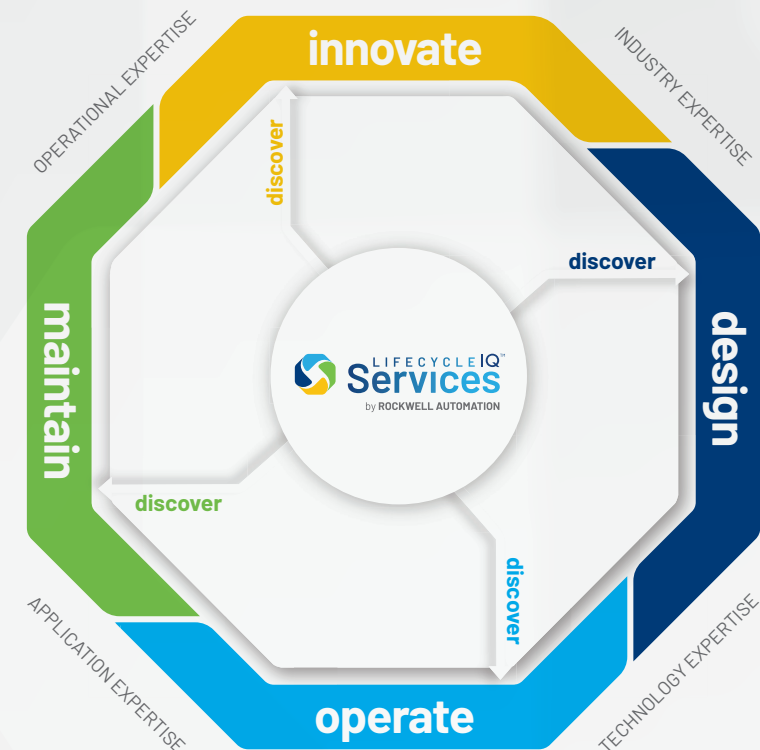 OPERATIONAL EXPERTISE
innovate
INDUSTRY EXPERTISE
discover
discover
maintain
LIFECYCLE IQ™
Services
by ROCKWELL AUTOMATION
design
discover
discover
APPLICATION EXPERTISE
operate
TECHNOLOGY EXPERTISE